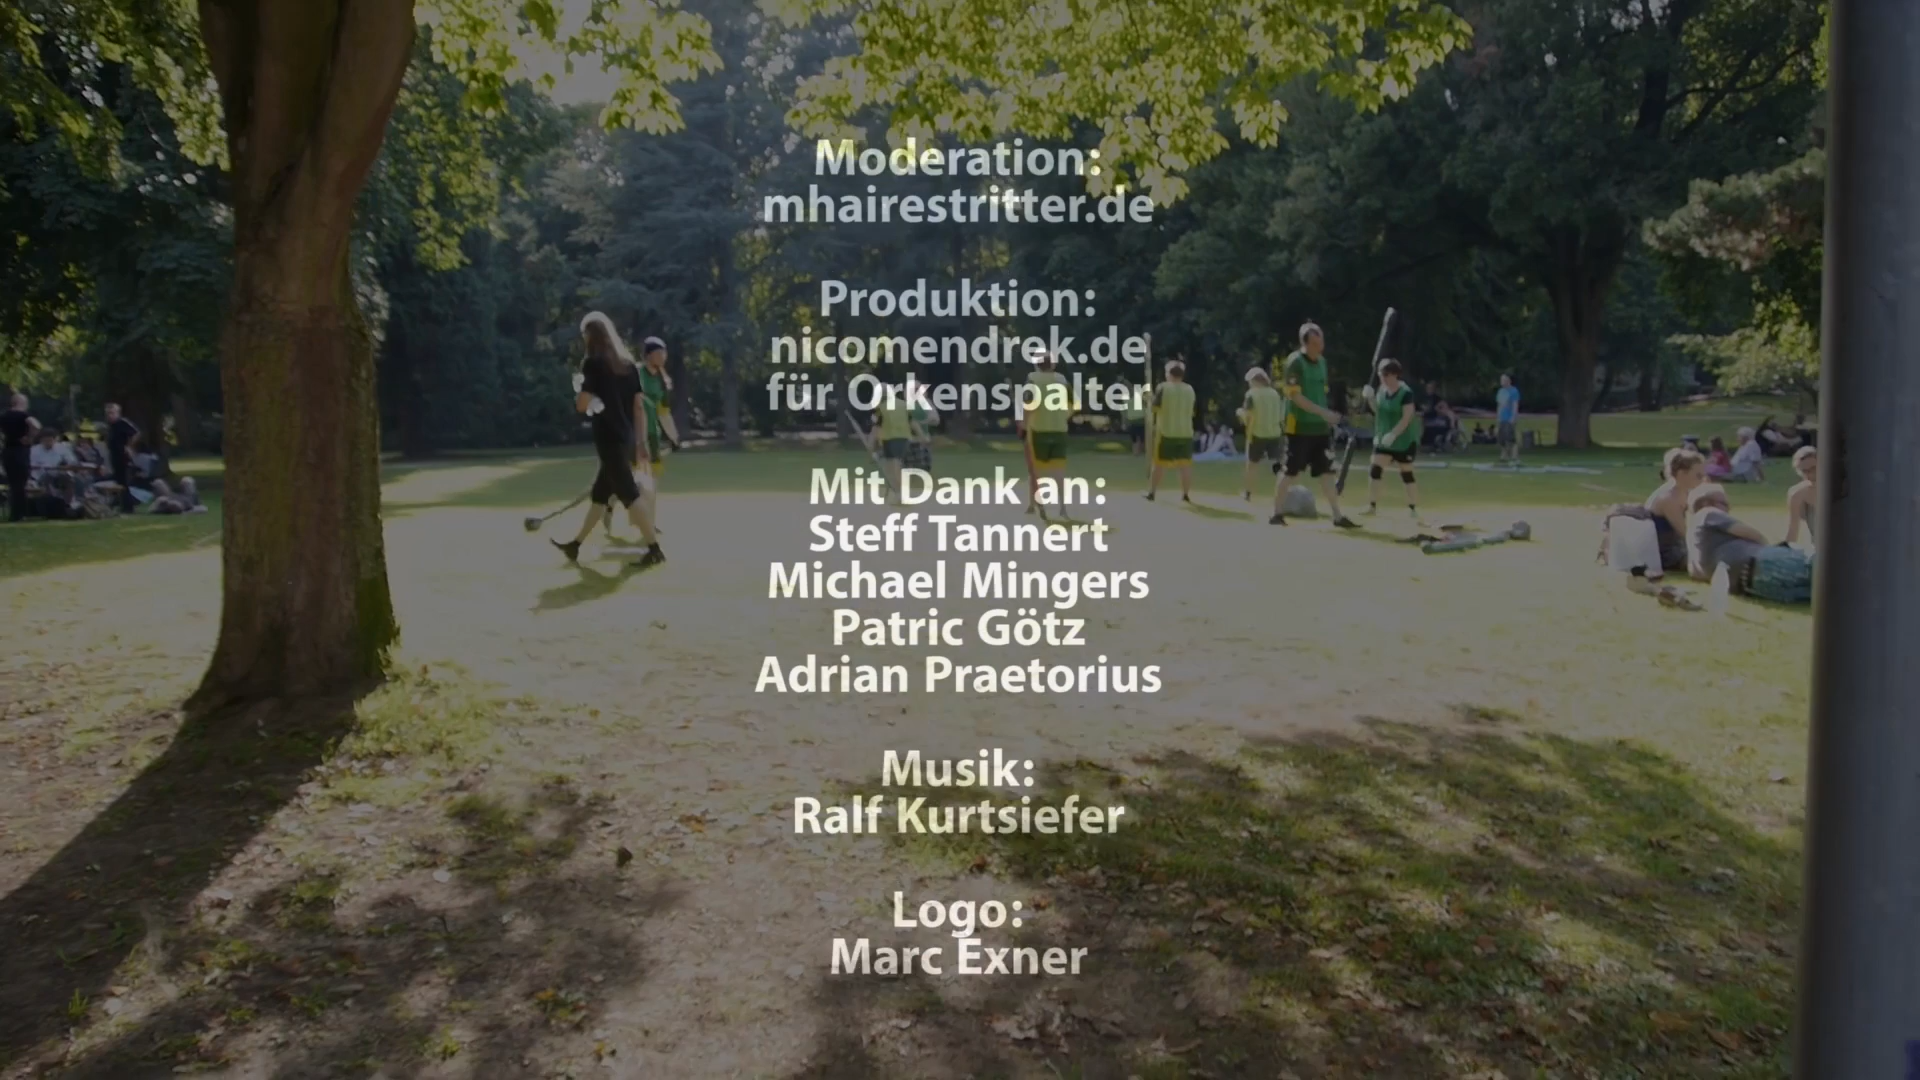 Moderation:
mhairestritter.de
Produktion:
nicomendrek.de
für Orkenspalter
Mit Dank an:
Steff Tannert
Michael Mingers
Patric Götz
Adrian Praetorius
Musik:
Ralf Kurtsiefer
Logo:
Marc Exner